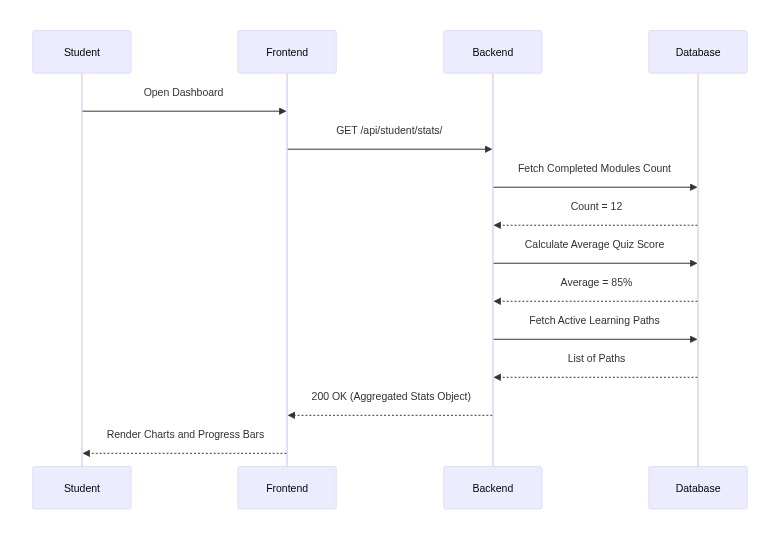 Student
Frontend
Backend
Database
Open Dashboard
GET /api/student/stats/
Fetch Completed Modules Count
Count = 12
Calculate Average Quiz Score
Average = 85%
Fetch Active Learning Paths
List of Paths
200 OK (Aggregated Stats Object)
Render Charts and Progress Bars
Student
Frontend
Backend
Database